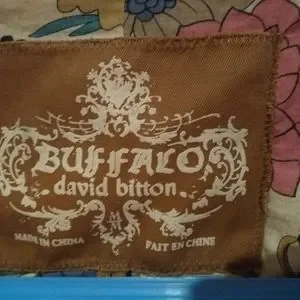 BUFFALO
david bitton
M
M
MADE IN CHINA FAIT EN CHINE